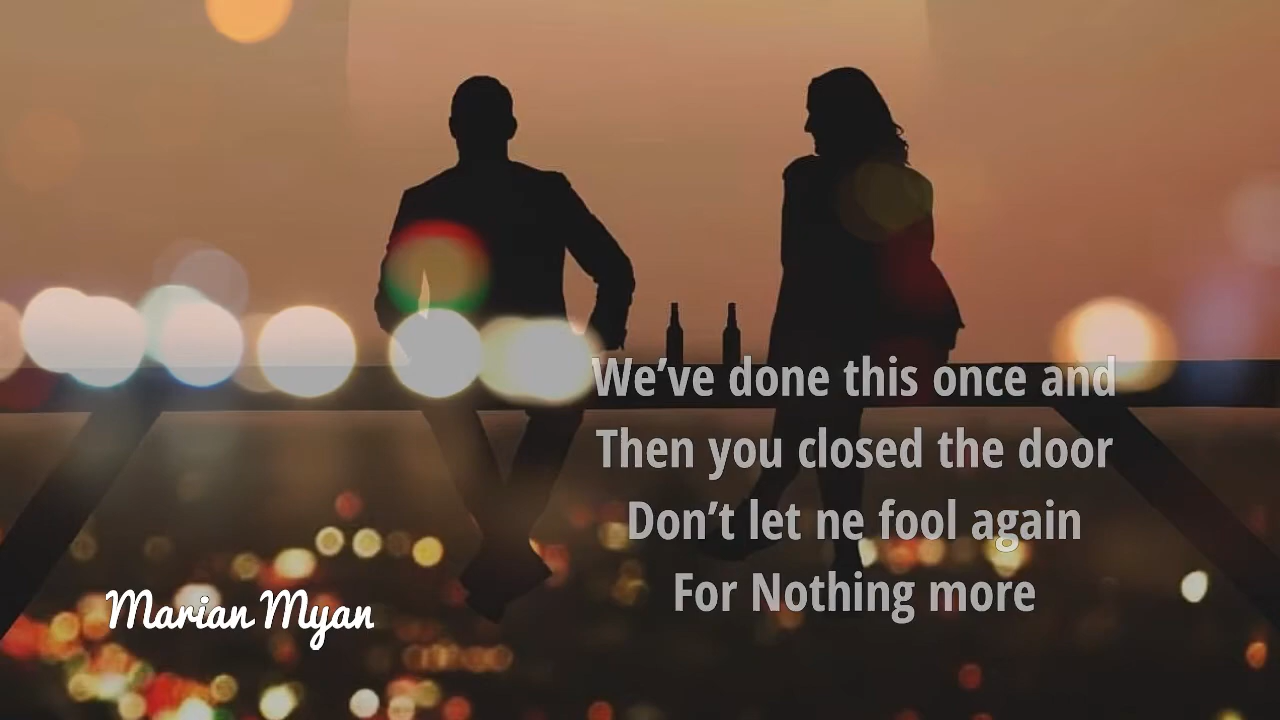 We’ve done this once and
Then you closed the door
Don’t let ne fool again
For Nothing more
Marian Myan